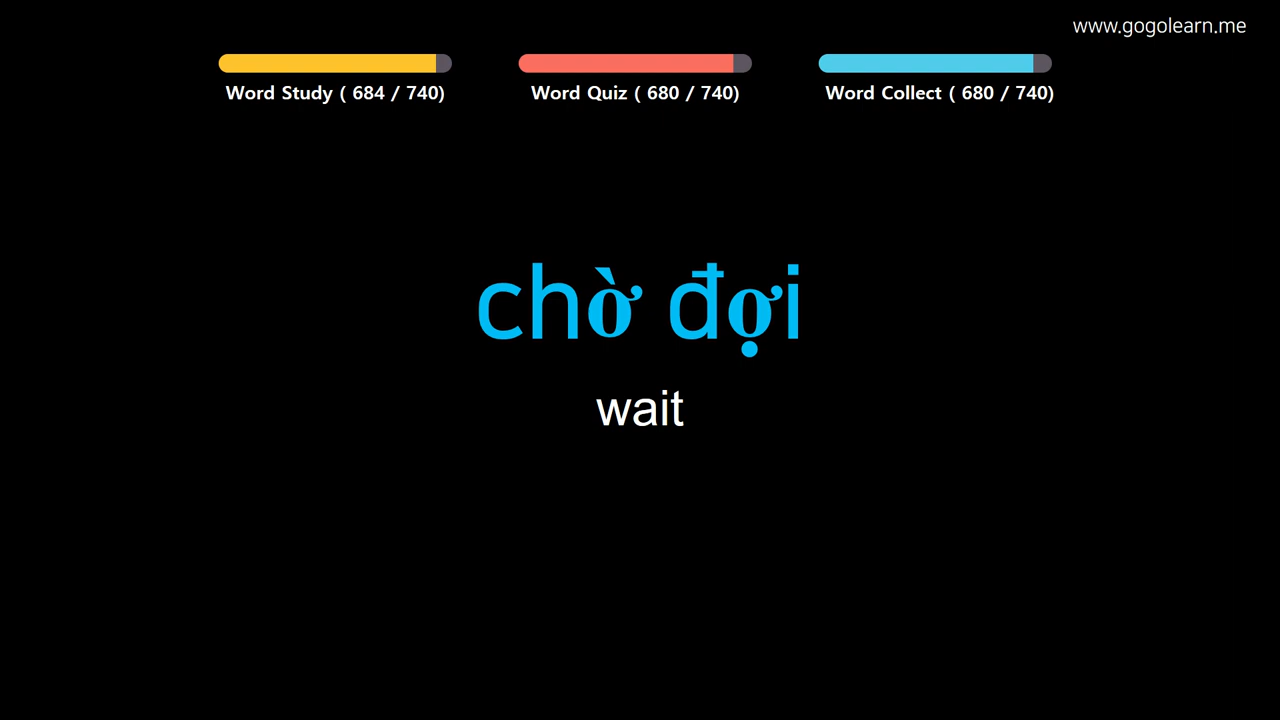 www.gogolearn.me
Word Study ( 684 / 740)
Word Quiz ( 680 / 740)
Word Collect ( 680 / 740)
chờ đợi
wait